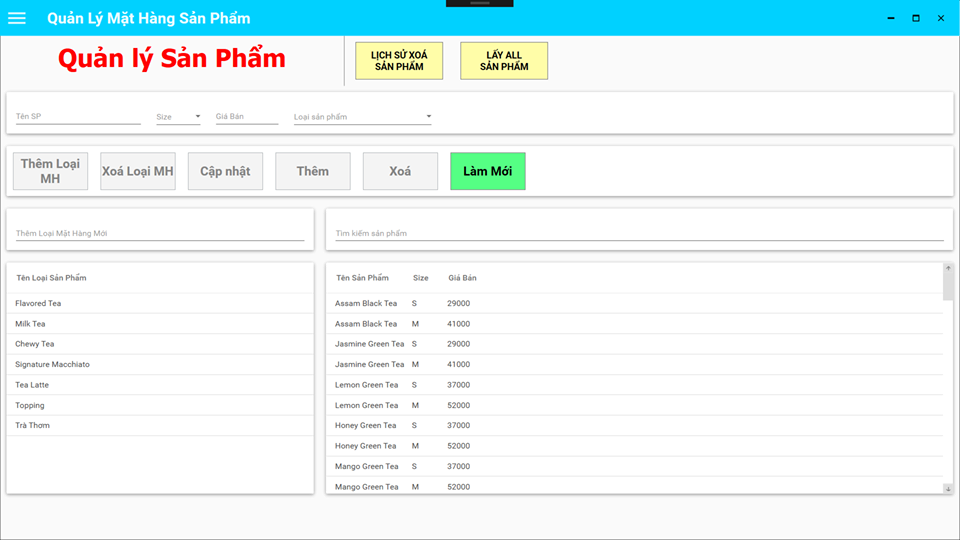 Quản Lý Mặt Hàng Sản Phẩm
Quản lý Sản Phẩm
LỊCH SỬ XOÁ
SẢN PHẨM
LẤY ALL
SẢN PHẨM
Tên SP
Size
Giá Bán
Loại sản phẩm
Thêm Loại
MH
Xoá Loại MH
Cập nhật
Thêm
Xoá
Làm Mới
Thêm Loại Mặt Hàng Mới
Tìm kiếm sản phẩm
Tên Loại Sản Phẩm
Flavored Tea
Milk Tea
Chewy Tea
Signature Macchiato
Tea Latte
Topping
Trà Thơm
Tên Sản Phẩm Size Giá Bán
Assam Black Tea S 29000
Assam Black Tea M 41000
Jasmine Green Tea S 29000
Jasmine Green Tea M 41000
Lemon Green Tea S 37000
Lemon Green Tea M 52000
Honey Green Tea S 37000
Honey Green Tea M 52000
Mango Green Tea S 37000
Mango Green Tea M 52000